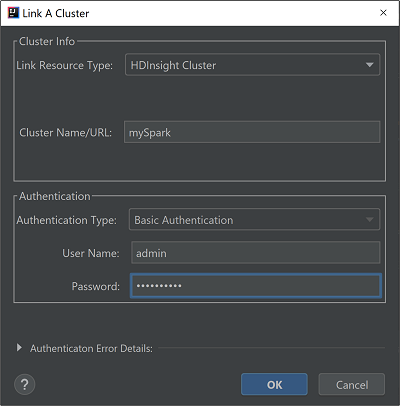 Link A Cluster
Cluster Info
Link Resource Type: HDInsight Cluster
Cluster Name/URL: mySpark
Authentication
Authentication Type: Basic Authentication
User Name: admin
Password: ••••••••••
Authenticaton Error Details:
? OK Cancel